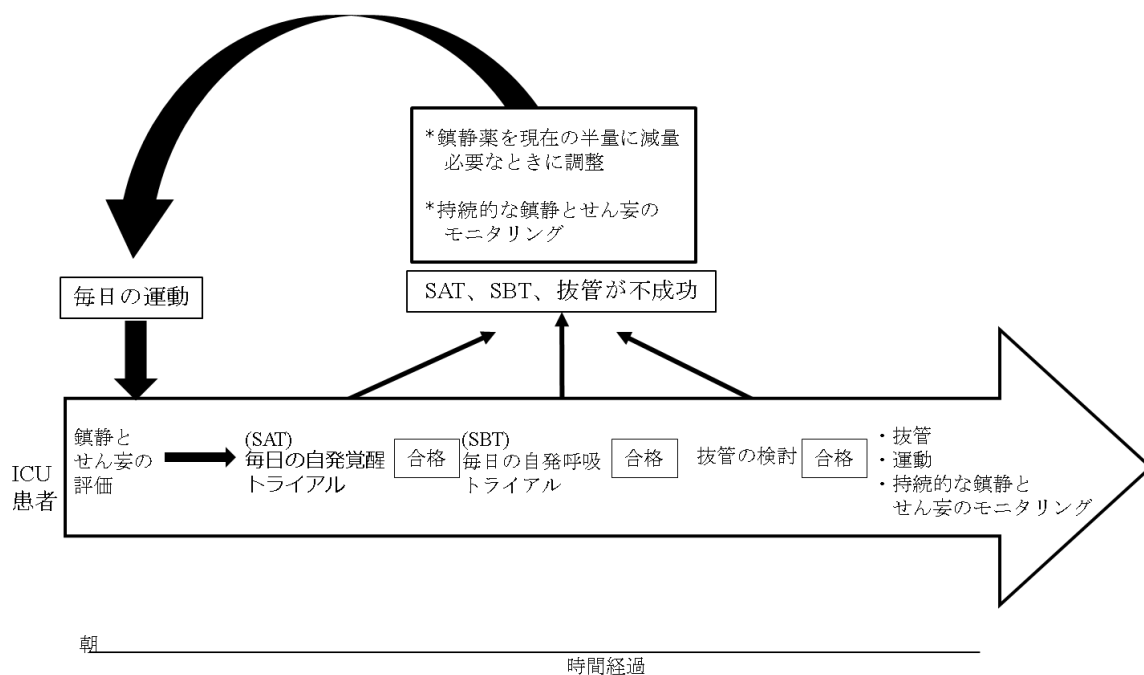 *鎮静薬を現在の半量に減量
必要なときに調整
*持続的な鎮静とせん妄の
モニタリング
毎日の運動
SAT、SBT、抜管が不成功
ICU
患者
鎮静と
せん妄の
評価
(SAT)
毎日の自発覚醒
トライアル
合格
(SBT)
毎日の自発呼吸
トライアル
合格
抜管の検討
合格
・抜管
・運動
・持続的な鎮静と
せん妄のモニタリング
朝
時間経過